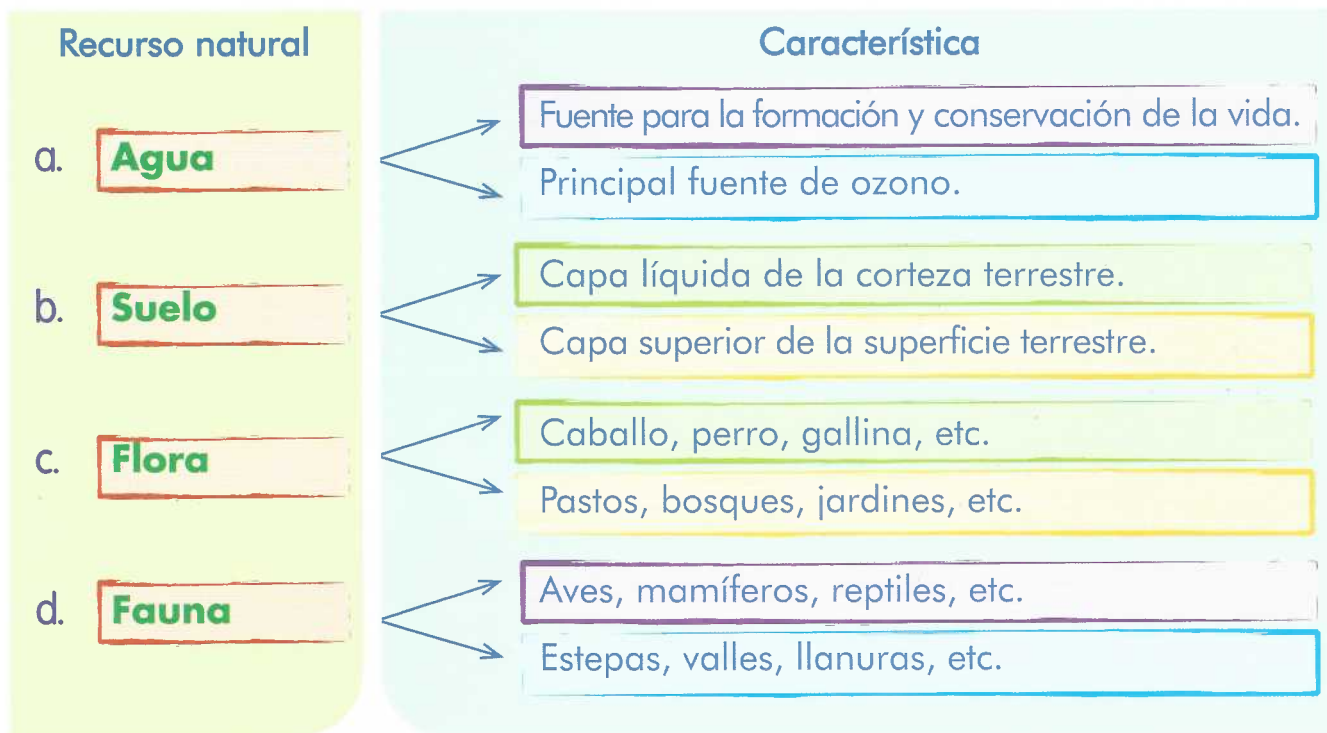 Recurso natural
Característica
a. Agua
Fuente para la formación y conservación de la vida.
Principal fuente de ozono.
b. Suelo
Capa líquida de la corteza terrestre.
Capa superior de la superficie terrestre.
c. Flora
Caballo, perro, gallina, etc.
Pastos, bosques, jardines, etc.
d. Fauna
Aves, mamíferos, reptiles, etc.
Estepas, valles, llanuras, etc.